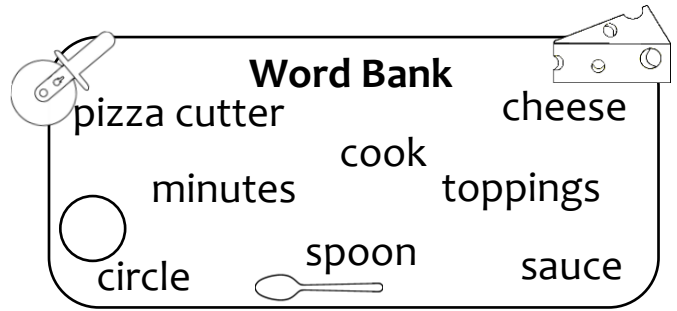 Word Bank
pizza cutter
cheese
cook
minutes
toppings
spoon
circle
sauce